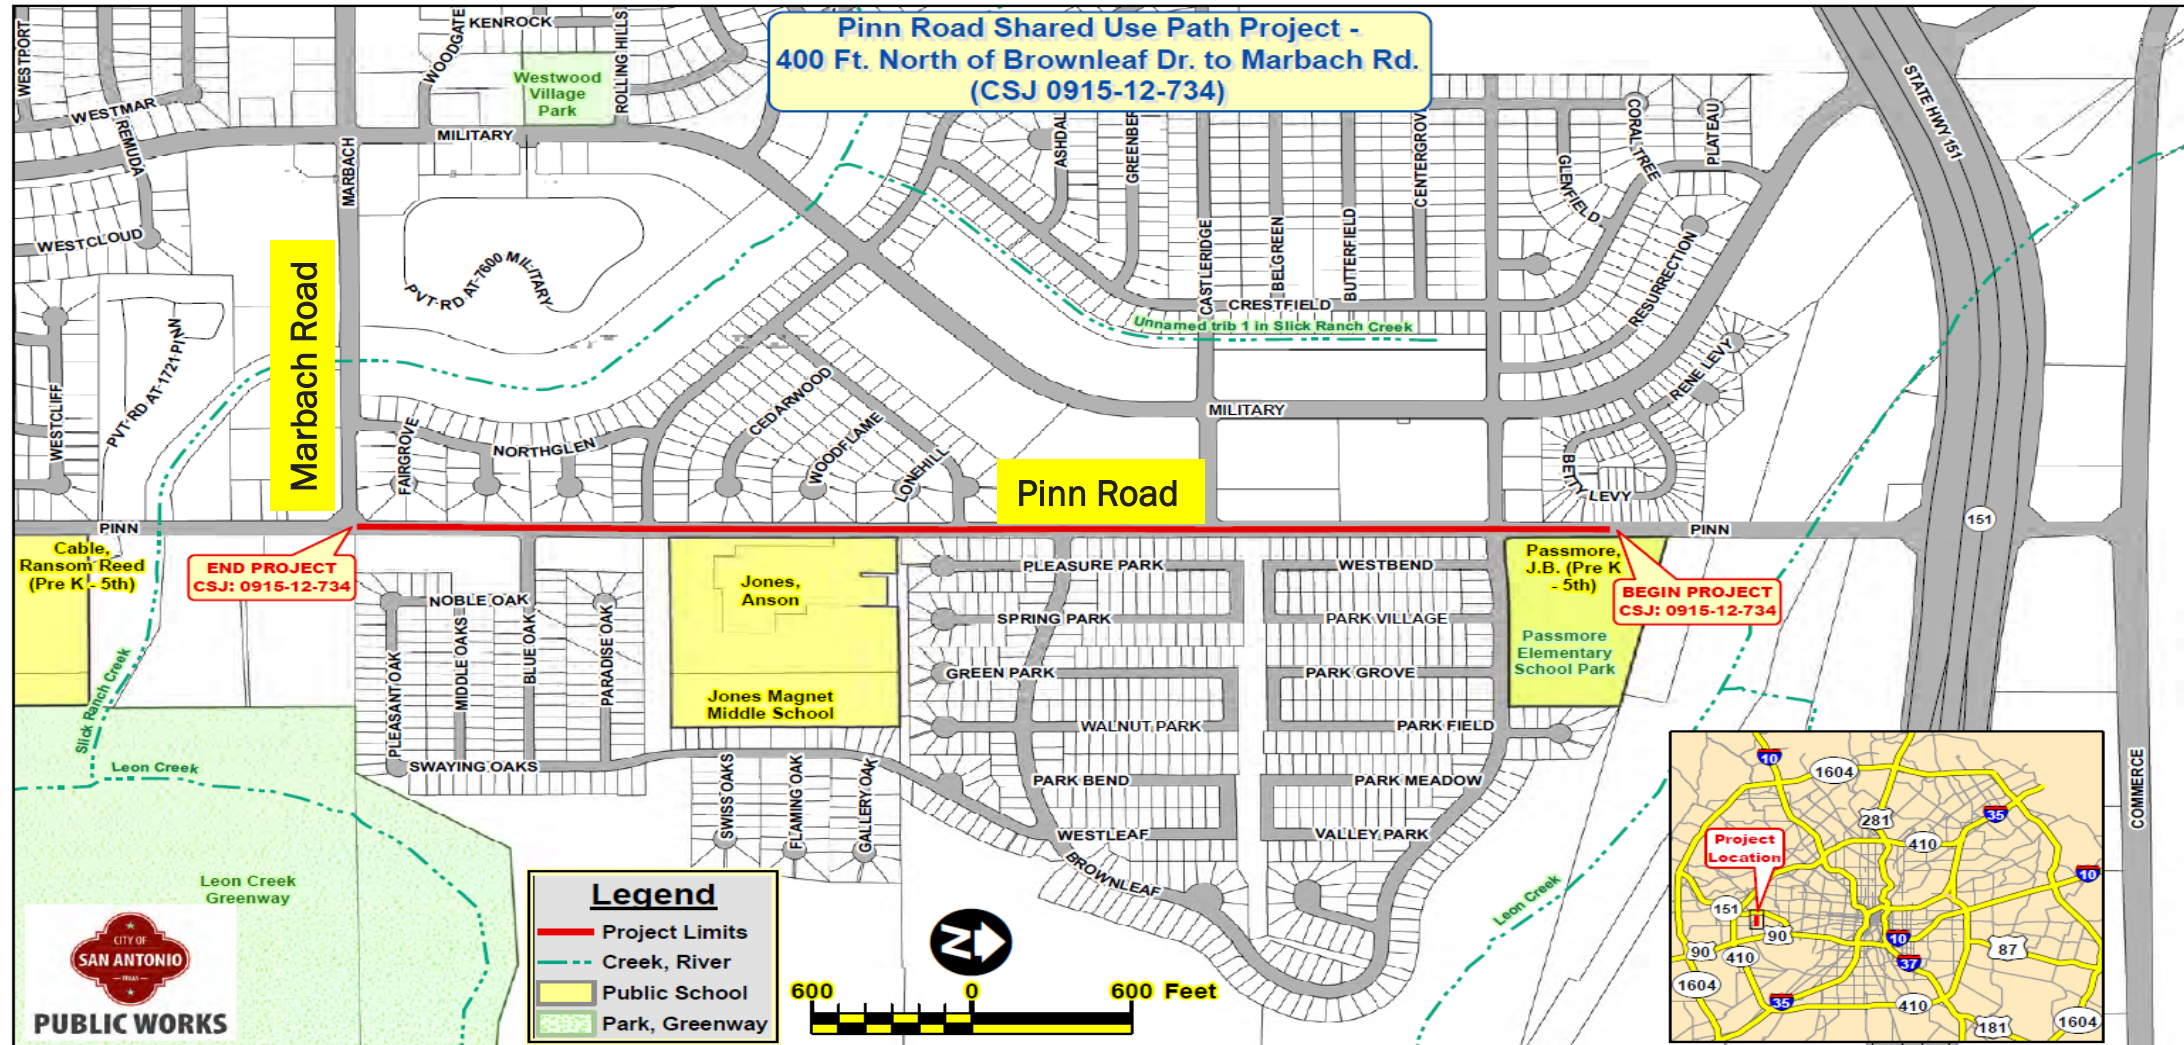 Pinn Road Shared Use Path Project -
400 Ft. North of Brownleaf Dr. to Marbach Rd.
(CSJ 0915-12-734)
WESTPORT
WOODGATE
KENROCK
ROLLING HILLS
Westwood
Village
Park
WESTMAR
REMUDA
MILITARY
MARBACH
WESTCLOUD
PVT RD AT-7600 MILITARY
PVT RD AT-1721 PINN
WESTCLIFF
Marbach Road
FAIRGROVE
NORTHGLEN
CEDARWOOD
WOODFLAME
LONEHILL
CASTLERIDGE
BELGREEN
BUTTERFIELD
CENTERGROV
ASHDAL
GREENBER
GLENFIELD
CORAL TREE
PLATEAU
CRESTFIELD
Unnamed trib 1 in Slick Ranch Creek
RESURRECTION
RENE LEVY
BETTY LEVY
MILITARY
STATE HWY 151
151
Pinn Road
PINN
PINN
Cable,
Ransom Reed
(Pre K - 5th)
END PROJECT
CSJ: 0915-12-734
Jones,
Anson
Jones Magnet
Middle School
Passmore,
J.B. (Pre K
- 5th)
Passmore
Elementary
School Park
BEGIN PROJECT
CSJ: 0915-12-734
NOBLE OAK
PLEASANT OAK
MIDDLE OAKS
BLUE OAK
PARADISE OAK
SWAYING OAKS
SWISS OAKS
FLAMING OAK
GALLERY OAK
PLEASURE PARK
SPRING PARK
GREEN PARK
WALNUT PARK
PARK BEND
WESTLEAF
BROWNLEAF
WESTBEND
PARK VILLAGE
PARK GROVE
PARK FIELD
PARK MEADOW
VALLEY PARK
Slick Ranch Creek
Leon Creek
Leon Creek
Greenway
Leon Creek
COMMERCE
CITY OF
SAN ANTONIO
TEXAS
PUBLIC WORKS
Legend
Project Limits
Creek, River
Public School
Park, Greenway
N
600 0 600 Feet
10
1604
281
35
410
Project
Location
10
151
90
90
410
10
87
37
1604
35
410
181
1604